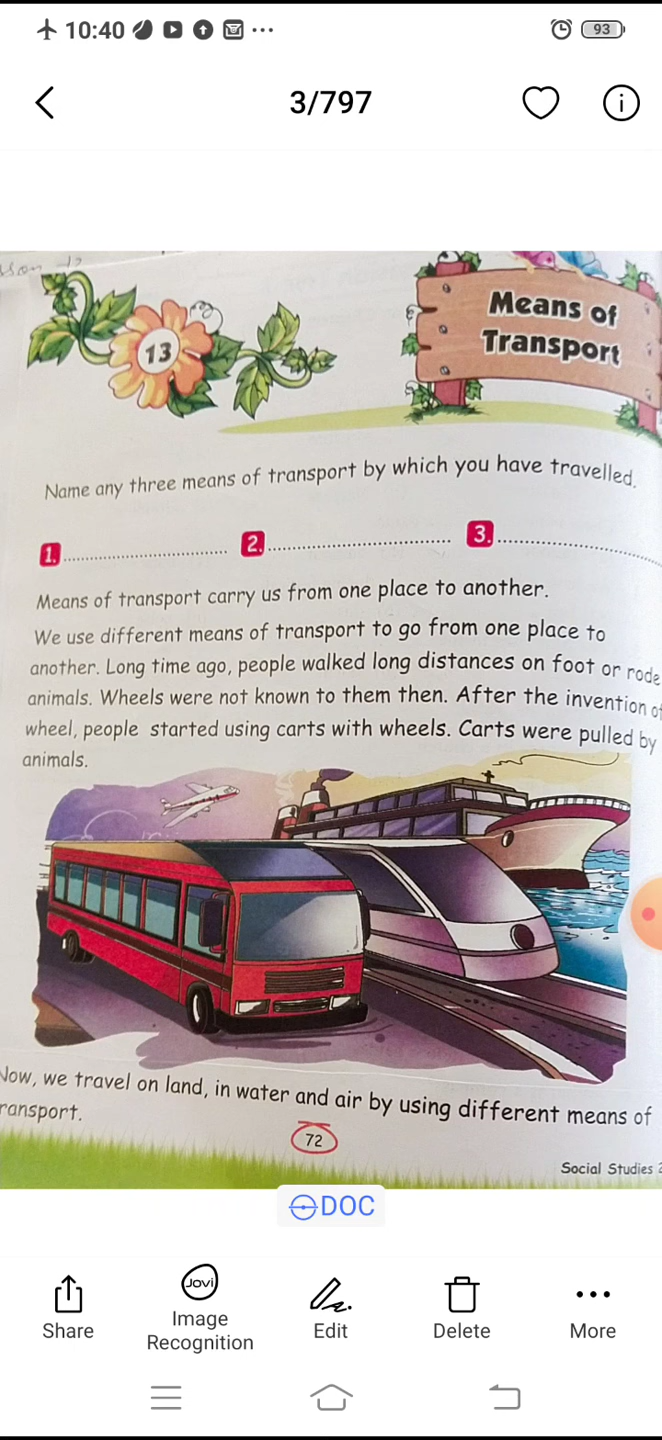 10:40
93
3/797
13
Means of
Transport
Name any three means of transport by which you have travelled.
1. 2. 3.
Means of transport carry us from one place to another.
We use different means of transport to go from one place to
another. Long time ago, people walked long distances on foot or rode
animals. Wheels were not known to them then. After the invention of
wheel, people started using carts with wheels. Carts were pulled by
animals.
Now, we travel on land, in water and air by using different means of
ransport.
72
Social Studies
DOC
Share
Jovi
Image
Recognition
Edit
Delete
More